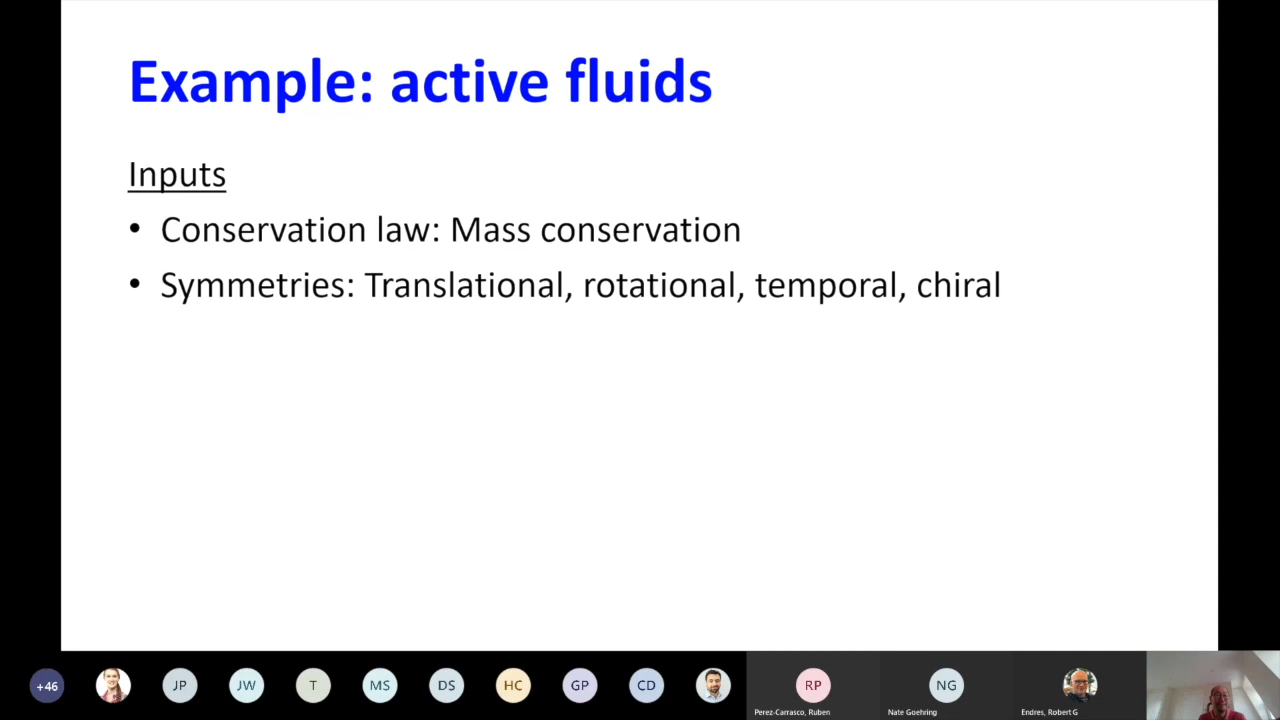 Example: active fluids
Inputs
• Conservation law: Mass conservation
• Symmetries: Translational, rotational, temporal, chiral
+46 JP JW T MS DS HC GP CD RP NG
Perez-Carrasco, Ruben Nate Goehring Endres, Robert G